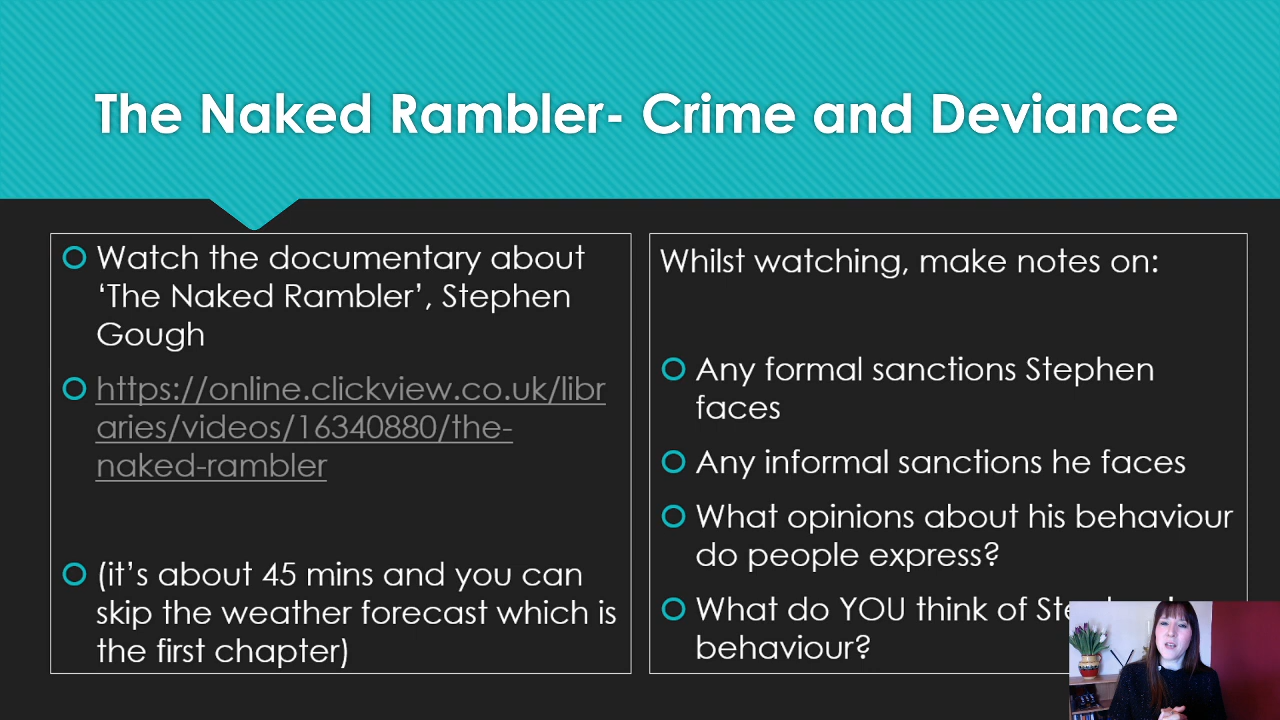 The Naked Rambler- Crime and Deviance
Watch the documentary about
‘The Naked Rambler’, Stephen
Gough
https://online.clickview.co.uk/libr
aries/videos/16340880/the-
naked-rambler
(it’s about 45 mins and you can
skip the weather forecast which is
the first chapter)
Whilst watching, make notes on:
Any formal sanctions Stephen
faces
Any informal sanctions he faces
What opinions about his behaviour
do people express?
What do YOU think of
behaviour?